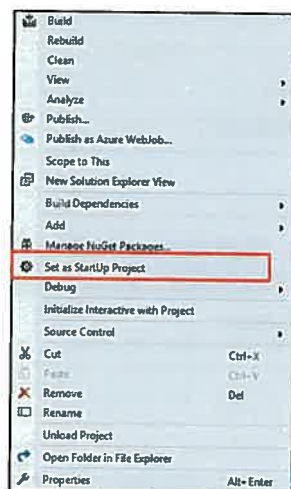 Build
Rebuild
Clean
View
Analyze
Publish...
Publish as Azure WebJob...
Scope to This
New Solution Explorer View
Build Dependencies
Add
Manage NuGet Packages...
Set as StartUp Project
Debug
Initialize Interactive with Project
Source Control
Cut Ctrl+X
Paste Ctrl+V
Remove Del
Rename
Unload Project
Open Folder in File Explorer
Properties Alt+Enter